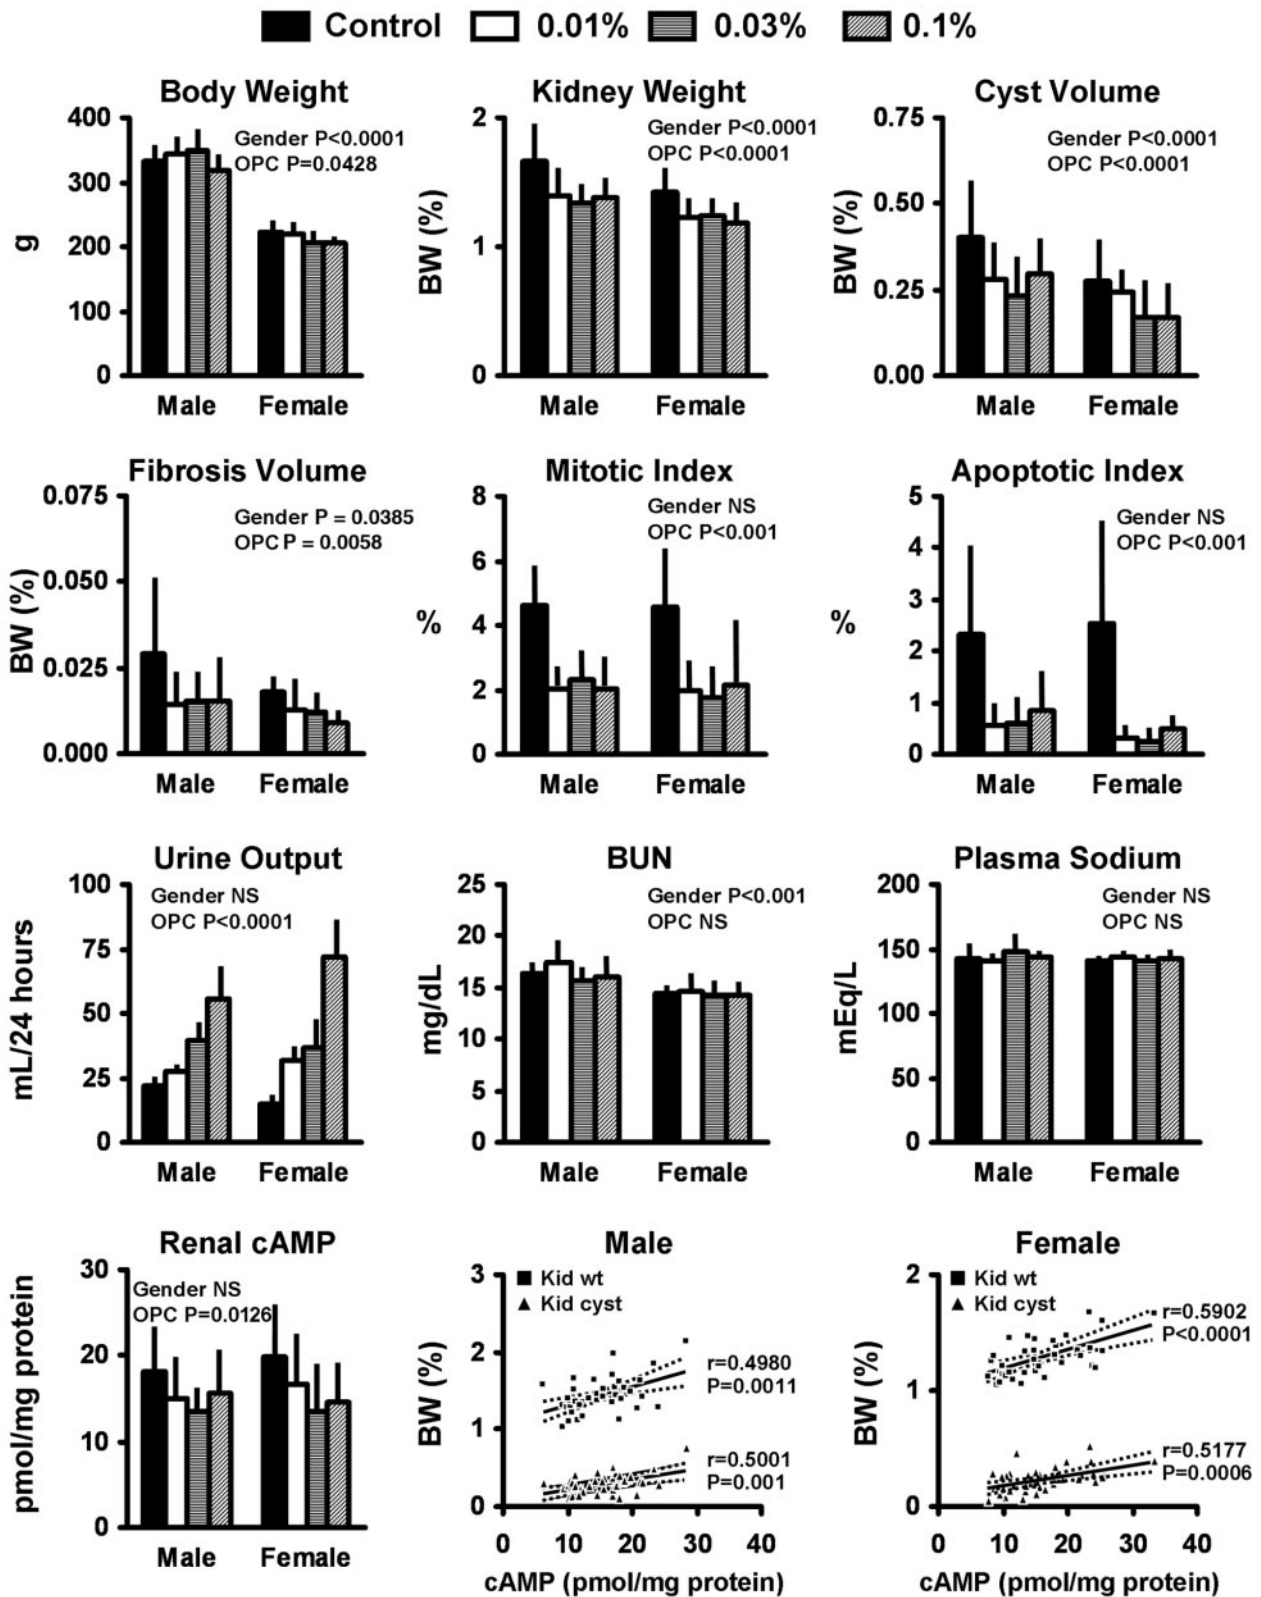 Control 0.01% 0.03% 0.1%
Body Weight
400
300
200
100
0
g
Gender P<0.0001
OPC P=0.0428
Male Female
Kidney Weight
2
1
0
BW (%)
Gender P<0.0001
OPC P<0.0001
Male Female
Cyst Volume
0.75
0.50
0.25
0.00
BW (%)
Gender P<0.0001
OPC P<0.0001
Male Female
Fibrosis Volume
0.075
0.050
0.025
0.000
BW (%)
Gender P = 0.0385
OPC P = 0.0058
Male Female
Mitotic Index
8
6
4
2
0
%
Gender NS
OPC P<0.001
Male Female
Apoptotic Index
5
4
3
2
1
0
%
Gender NS
OPC P<0.001
Male Female
Urine Output
100
75
50
25
0
mL/24 hours
Gender NS
OPC P<0.0001
Male Female
BUN
25
20
15
10
5
0
mg/dL
Gender P<0.001
OPC NS
Male Female
Plasma Sodium
200
150
100
50
0
mEq/L
Gender NS
OPC NS
Male Female
Renal cAMP
30
20
10
0
pmol/mg protein
Gender NS
OPC P=0.0126
Male Female
Male
3
2
1
0
BW (%)
Kid wt
Kid cyst
r=0.4980
P=0.0011
r=0.5001
P=0.001
0 10 20 30 40
cAMP (pmol/mg protein)
Female
2
1
0
BW (%)
Kid wt
Kid cyst
r=0.5902
P<0.0001
r=0.5177
P=0.0006
0 10 20 30 40
cAMP (pmol/mg protein)